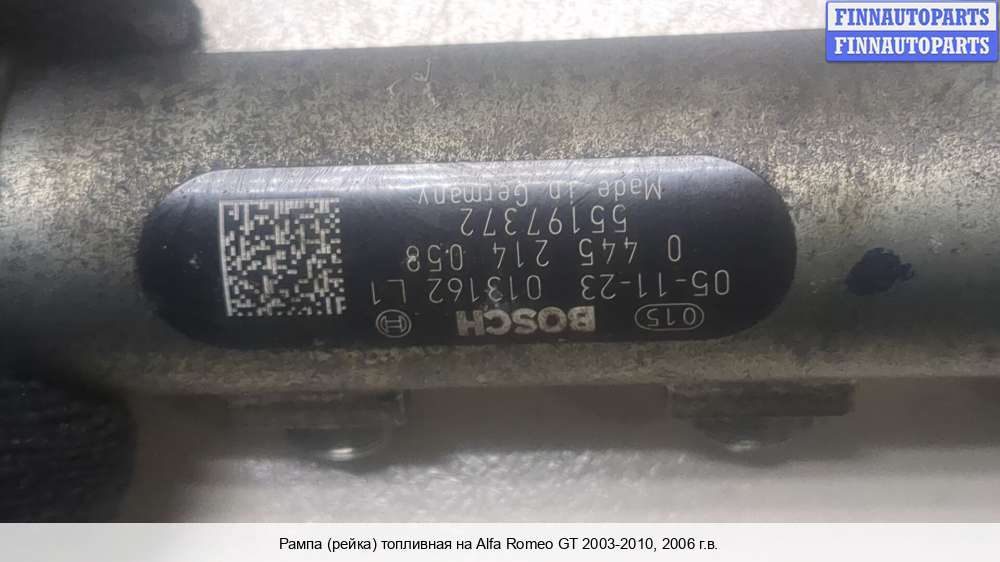 FINNAUTOPARTS
FINNAUTOPARTS
015 BOSCH
05-11-23 013162 L1
0 445 214 058
55197372
Made in Germany
Рампа (рейка) топливная на Alfa Romeo GT 2003-2010, 2006 г.в.